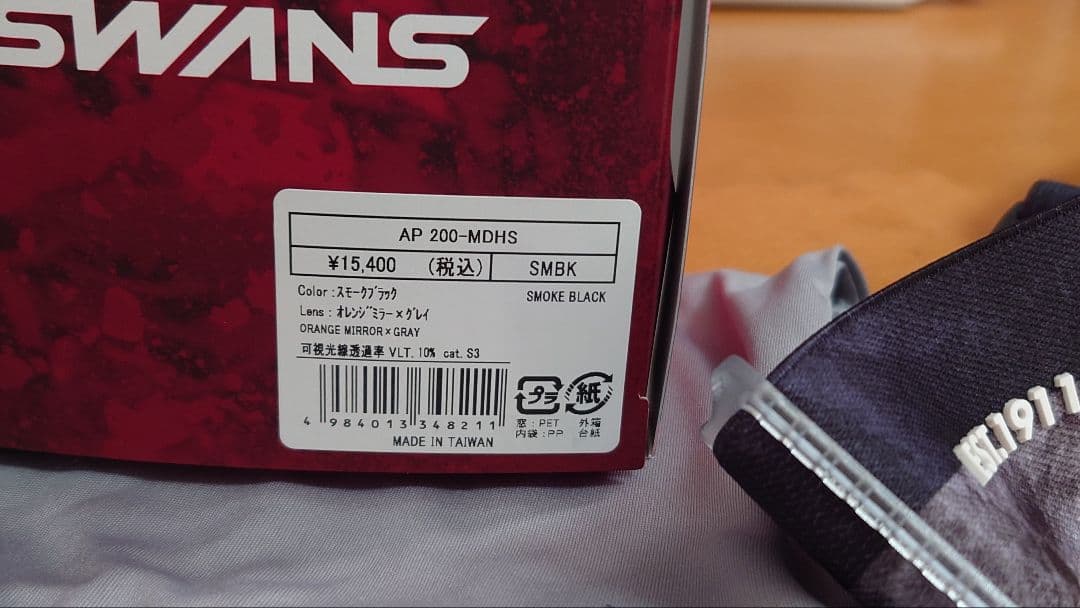 SWANS
AP 200-MDHS
¥15,400 (税込) SMBK
Color :スモークブラック SMOKE BLACK
Lens : オレンジミラー×グレイ
ORANGE MIRROR×GRAY
可視光線透過率 VLT. 10% cat. S3
4 984013 348211
プラ 紙
窓:PET 外箱
内袋:PP 台紙
MADE IN TAIWAN
EST.1911